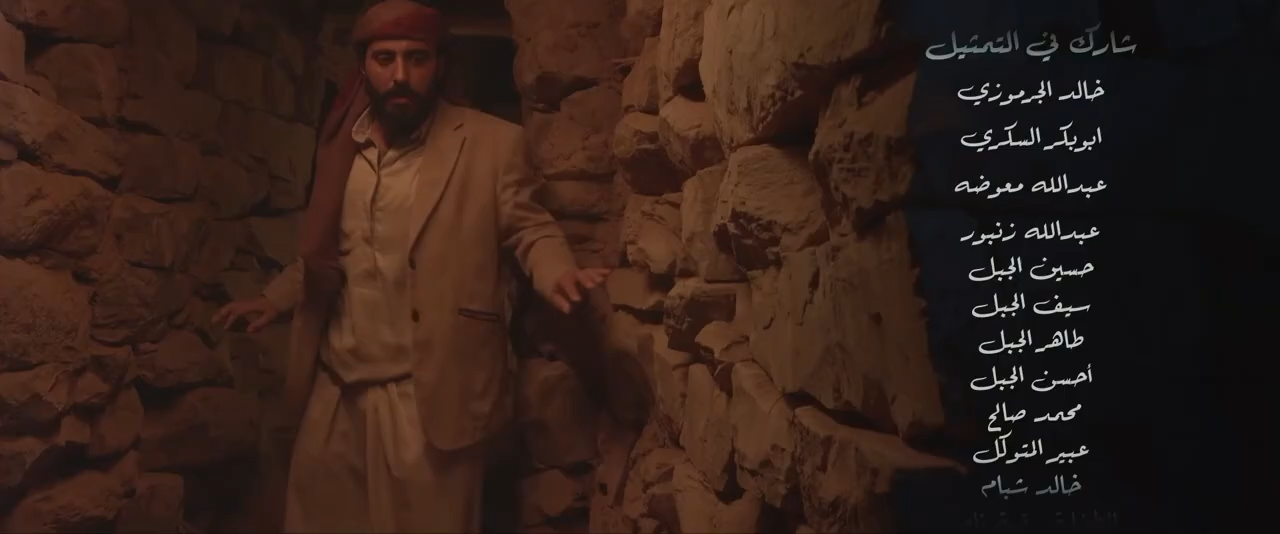 شارك في التمثيل
خالد الجرموزي
ابوبكر السكري
عبدالله معوضه
عبدالله زنبور
حسين الجبل
سيف الجبل
طاهر الجبل
أحسن الجبل
محمد صالح
عبير المتوكل
خالد شبام